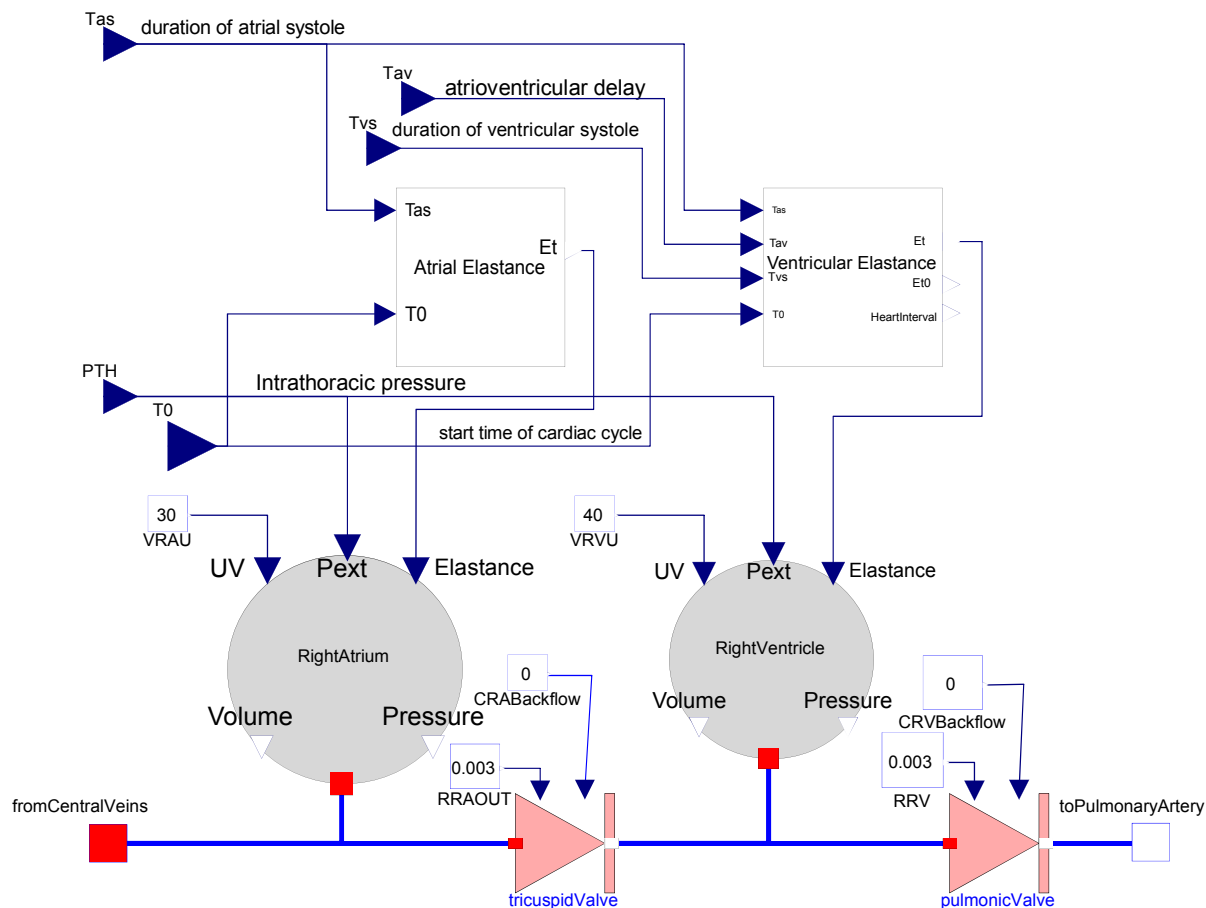 Tas
duration of atrial systole
Tav
atrioventricular delay
Tvs
duration of ventricular systole
Tas
Et
Atrial Elastance
T0
Tas
Et
Tav
Ventricular Elastance
Tvs
Et0
T0
HeartInterval
PTH
Intrathoracic pressure
T0
start time of cardiac cycle
30
VRAU
40
VRVU
UV
Pext
Elastance
UV
Pext
Elastance
RightAtrium
RightVentricle
0
CRABackflow
0
CRVBackflow
Volume
Pressure
Volume
Pressure
0.003
RRAOUT
0.003
RRV
fromCentralVeins
toPulmonaryArtery
tricuspidValve
pulmonicValve